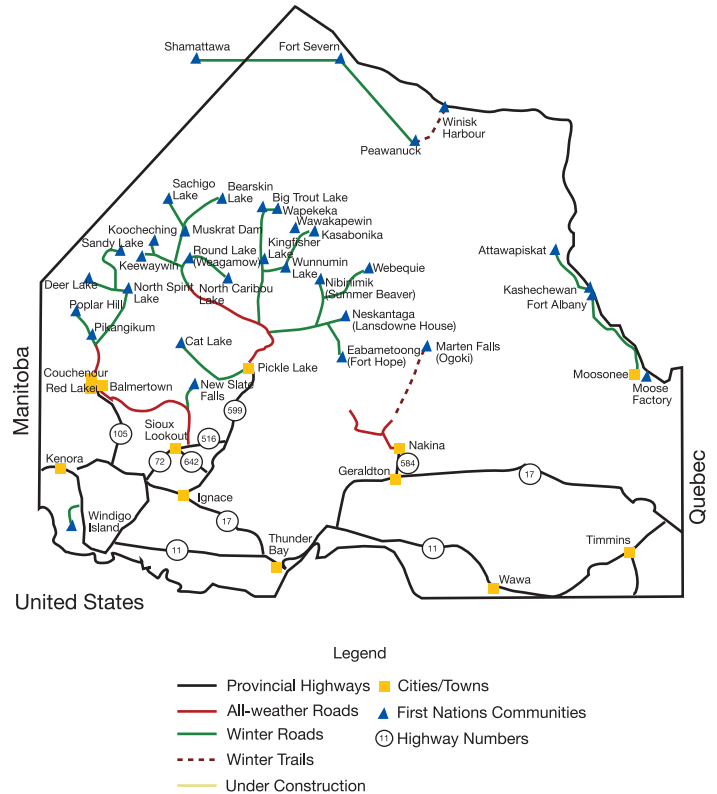 Shamattawa
Fort Severn
Winisk
Harbour
Peawanuck
Sachigo
Lake
Bearskin
Lake
Big Trout Lake
Wapekeka
Wawakapewin
Kasabonika
Koocheching
Muskrat Dam
Sandy Lake
Keewaywin
Round Lake
(Weagamow)
Kingfisher
Lake
Wunnumin
Lake
Webequie
Attawapiskat
Deer Lake
North Spirit
Lake
North Caribou
Lake
Nibinimik
(Summer Beaver)
Kashechewan
Fort Albany
Poplar Hill
Pikangikum
Cat Lake
Neskantaga
(Lansdowne House)
Marten Falls
(Ogoki)
Eabametoong
(Fort Hope)
Pickle Lake
Couchenour
Red Lake
Balmertown
New Slate
Falls
Moosonee
Moose
Factory
Manitoba
Quebec
599
105
Sioux
Lookout
516
72
642
Nakina
584
Geraldton
17
Kenora
Ignace
17
Windigo
Island
11
Thunder
Bay
11
Timmins
Wawa
United States
Legend
Provincial Highways
Cities/Towns
All-weather Roads
First Nations Communities
Winter Roads
11 Highway Numbers
Winter Trails
Under Construction